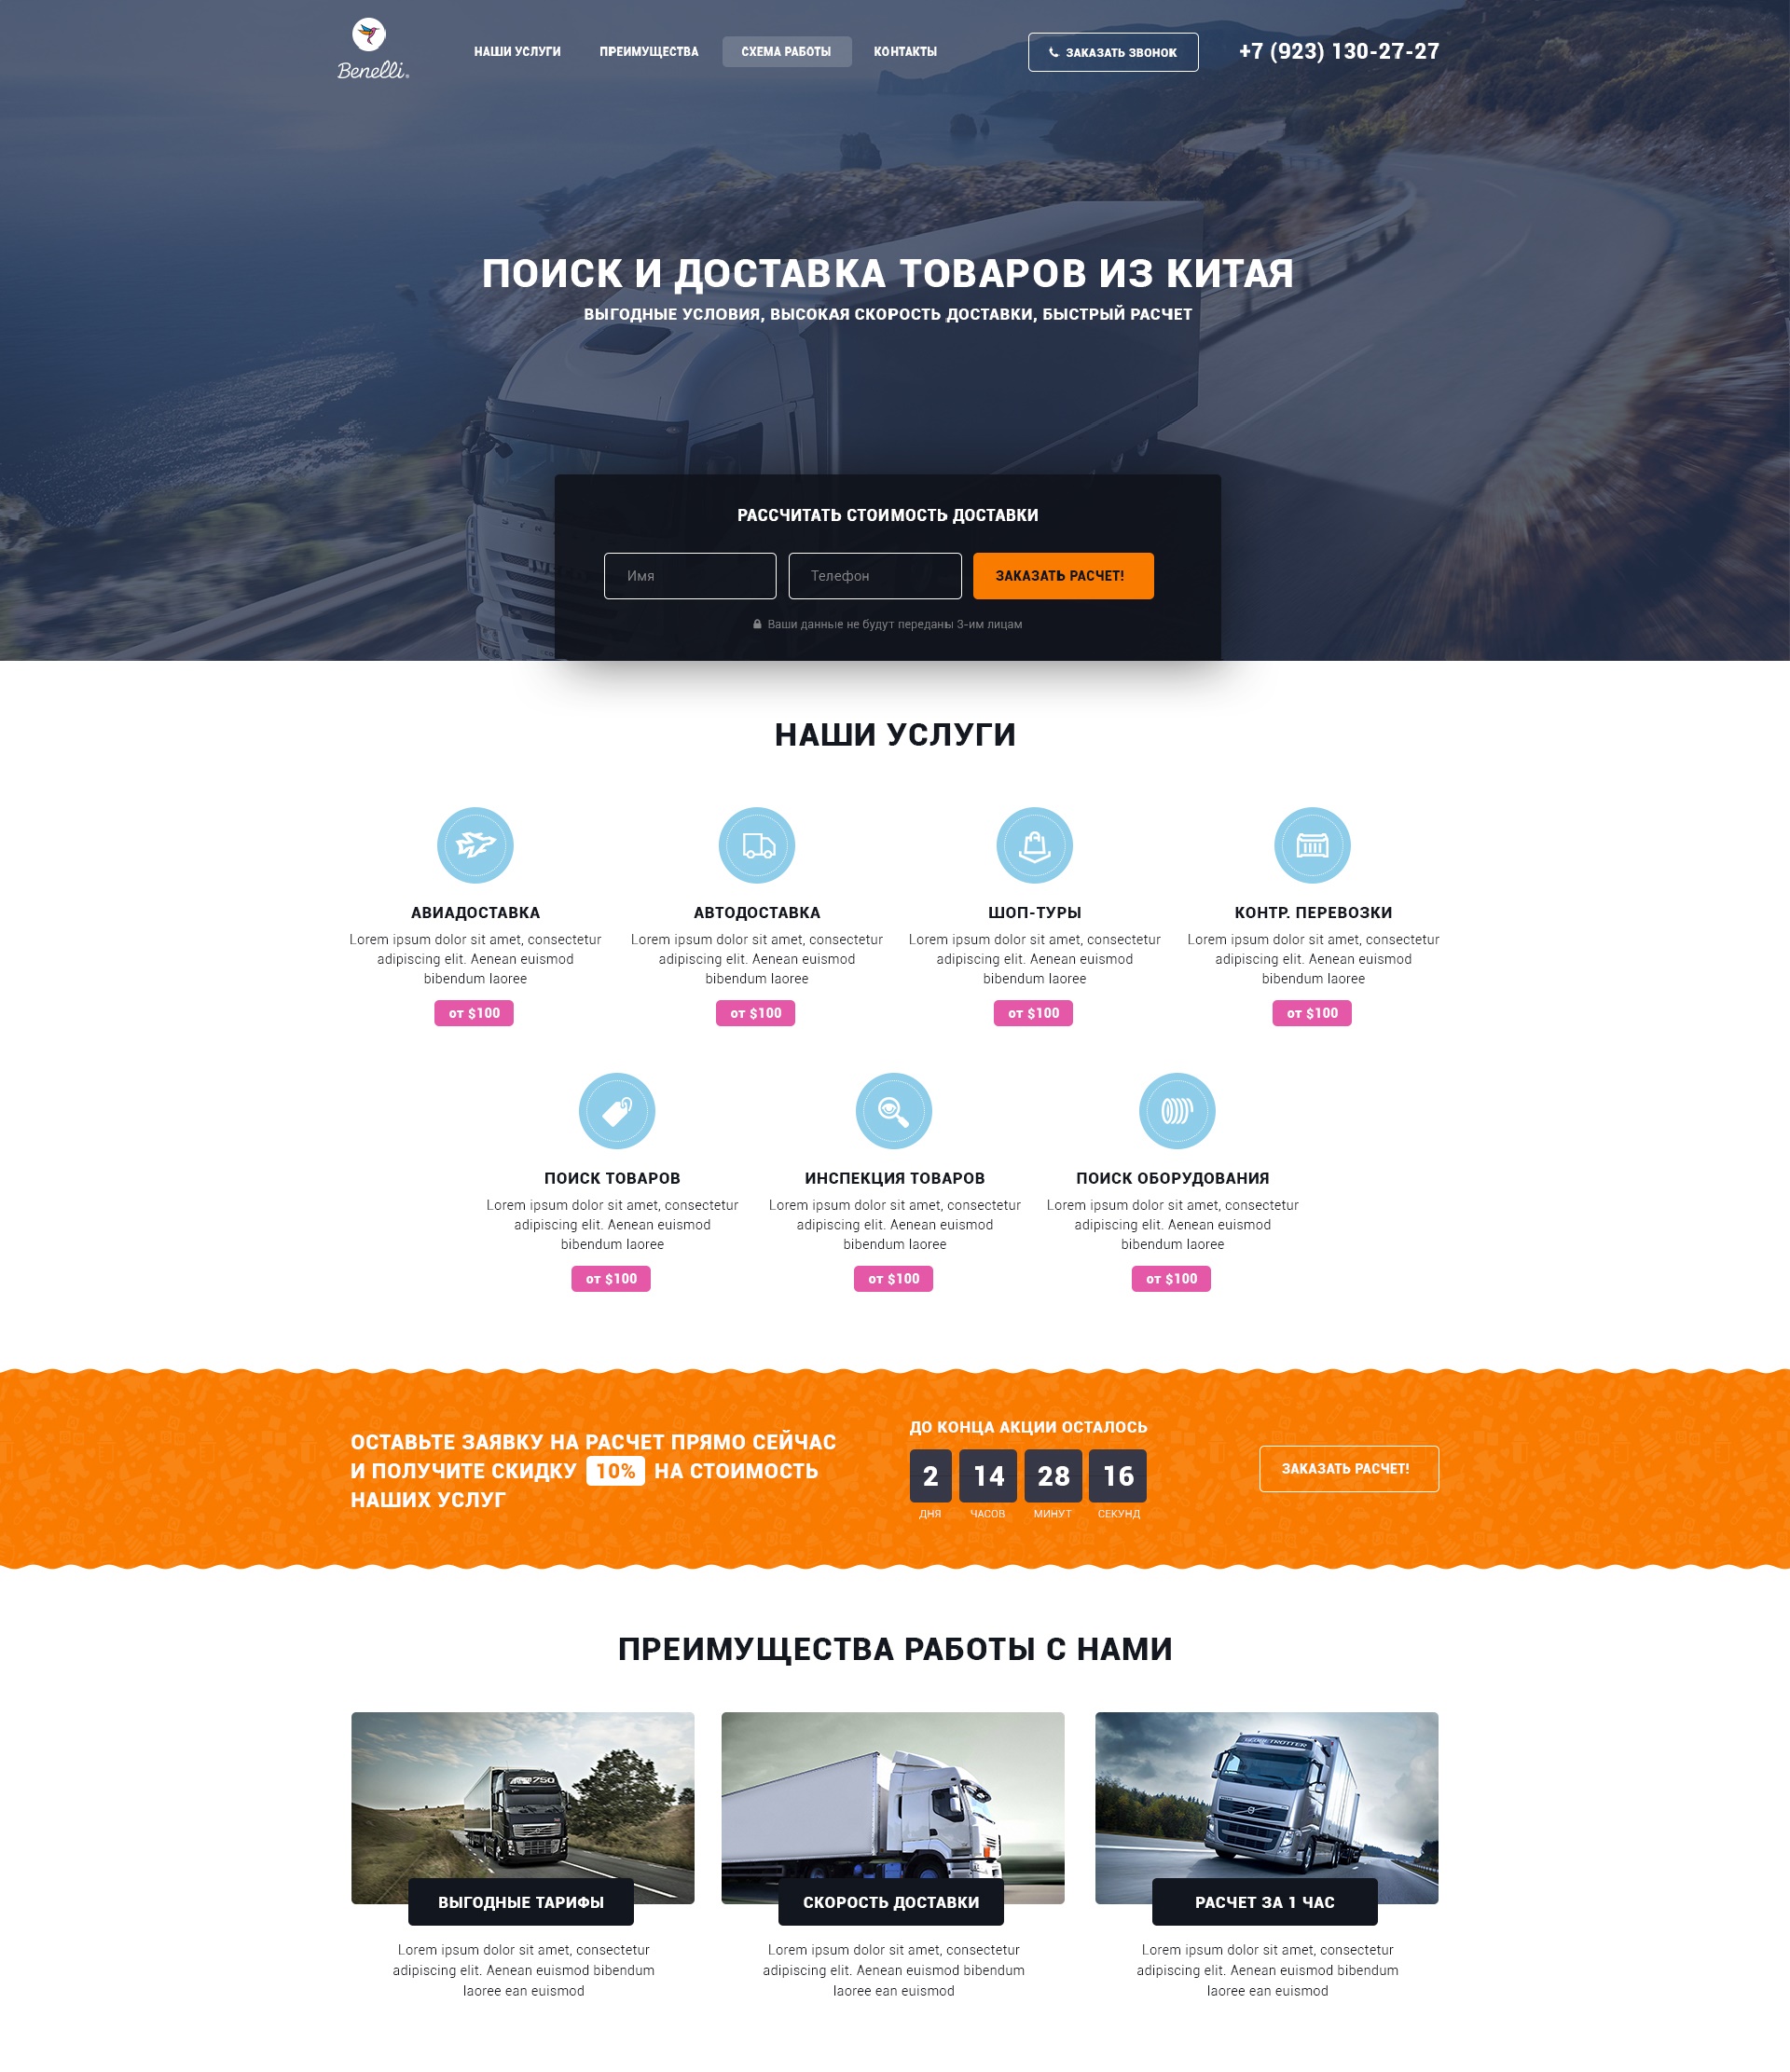 Benelli
НАШИ УСЛУГИ
ПРЕИМУЩЕСТВА
СХЕМА РАБОТЫ
КОНТАКТЫ
ЗАКАЗАТЬ ЗВОНОК
+7 (923) 130-27-27
ПОИСК И ДОСТАВКА ТОВАРОВ ИЗ КИТАЯ
ВЫГОДНЫЕ УСЛОВИЯ, ВЫСОКАЯ СКОРОСТЬ ДОСТАВКИ, БЫСТРЫЙ РАСЧЕТ
РАССЧИТАТЬ СТОИМОСТЬ ДОСТАВКИ
Имя
Телефон
ЗАКАЗАТЬ РАСЧЕТ!
Ваши данные не будут переданы 3-им лицам
НАШИ УСЛУГИ
АВИАДОСТАВКА
Lorem ipsum dolor sit amet, consectetur
adipiscing elit. Aenean euismod
bibendum laoree
от $100
АВТОДОСТАВКА
Lorem ipsum dolor sit amet, consectetur
adipiscing elit. Aenean euismod
bibendum laoree
от $100
ШОП-ТУРЫ
Lorem ipsum dolor sit amet, consectetur
adipiscing elit. Aenean euismod
bibendum laoree
от $100
КОНТР. ПЕРЕВОЗКИ
Lorem ipsum dolor sit amet, consectetur
adipiscing elit. Aenean euismod
bibendum laoree
от $100
ПОИСК ТОВАРОВ
Lorem ipsum dolor sit amet, consectetur
adipiscing elit. Aenean euismod
bibendum laoree
от $100
ИНСПЕКЦИЯ ТОВАРОВ
Lorem ipsum dolor sit amet, consectetur
adipiscing elit. Aenean euismod
bibendum laoree
от $100
ПОИСК ОБОРУДОВАНИЯ
Lorem ipsum dolor sit amet, consectetur
adipiscing elit. Aenean euismod
bibendum laoree
от $100
ОСТАВЬТЕ ЗАЯВКУ НА РАСЧЕТ ПРЯМО СЕЙЧАС
И ПОЛУЧИТЕ СКИДКУ 10% НА СТОИМОСТЬ
НАШИХ УСЛУГ
ДО КОНЦА АКЦИИ ОСТАЛОСЬ
2 14 28 16
ДНЯ ЧАСОВ МИНУТ СЕКУНД
ЗАКАЗАТЬ РАСЧЕТ!
ПРЕИМУЩЕСТВА РАБОТЫ С НАМИ
750
ВЫГОДНЫЕ ТАРИФЫ
Lorem ipsum dolor sit amet, consectetur
adipiscing elit. Aenean euismod bibendum
laoree ean euismod
СКОРОСТЬ ДОСТАВКИ
Lorem ipsum dolor sit amet, consectetur
adipiscing elit. Aenean euismod bibendum
laoree ean euismod
GLOBETROTTER
РАСЧЕТ ЗА 1 ЧАС
Lorem ipsum dolor sit amet, consectetur
adipiscing elit. Aenean euismod bibendum
laoree ean euismod